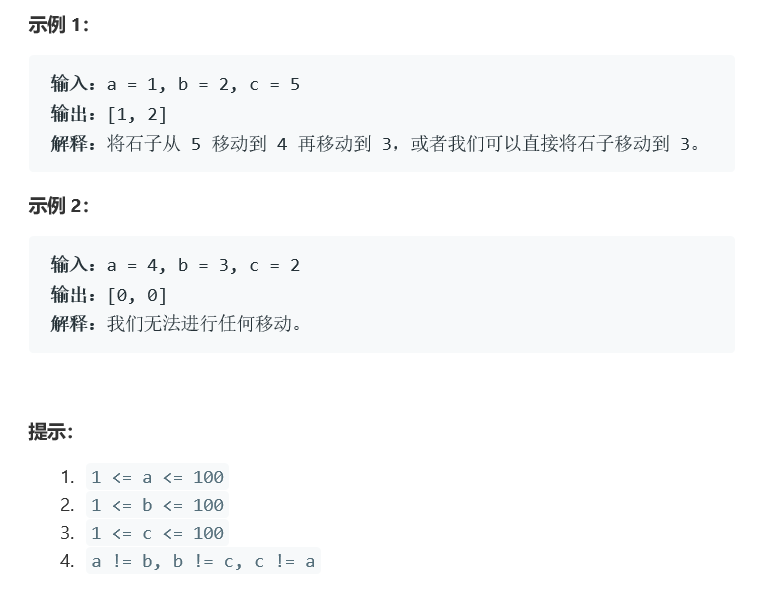 示例 1:
输入：a = 1, b = 2, c = 5
输出：[1, 2]
解释：将石子从 5 移动到 4 再移动到 3，或者我们可以直接将石子移动到 3。
示例 2:
输入：a = 4, b = 3, c = 2
输出：[0, 0]
解释：我们无法进行任何移动。
提示:
1. 1 <= a <= 100
2. 1 <= b <= 100
3. 1 <= c <= 100
4. a != b, b != c, c != a